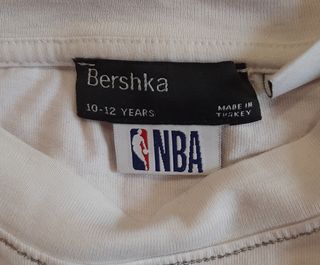 Bershka
10-12 YEARS
MADE IN
TURKEY
NBA